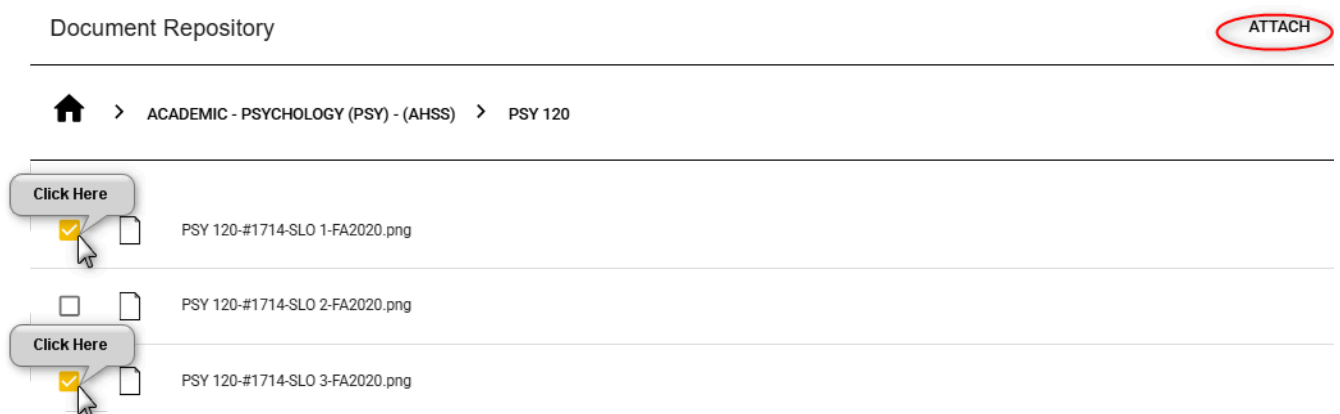 Document Repository
ATTACH
> ACADEMIC - PSYCHOLOGY (PSY) - (AHSS) > PSY 120
Click Here
PSY 120-#1714-SLO 1-FA2020.png
PSY 120-#1714-SLO 2-FA2020.png
Click Here
PSY 120-#1714-SLO 3-FA2020.png